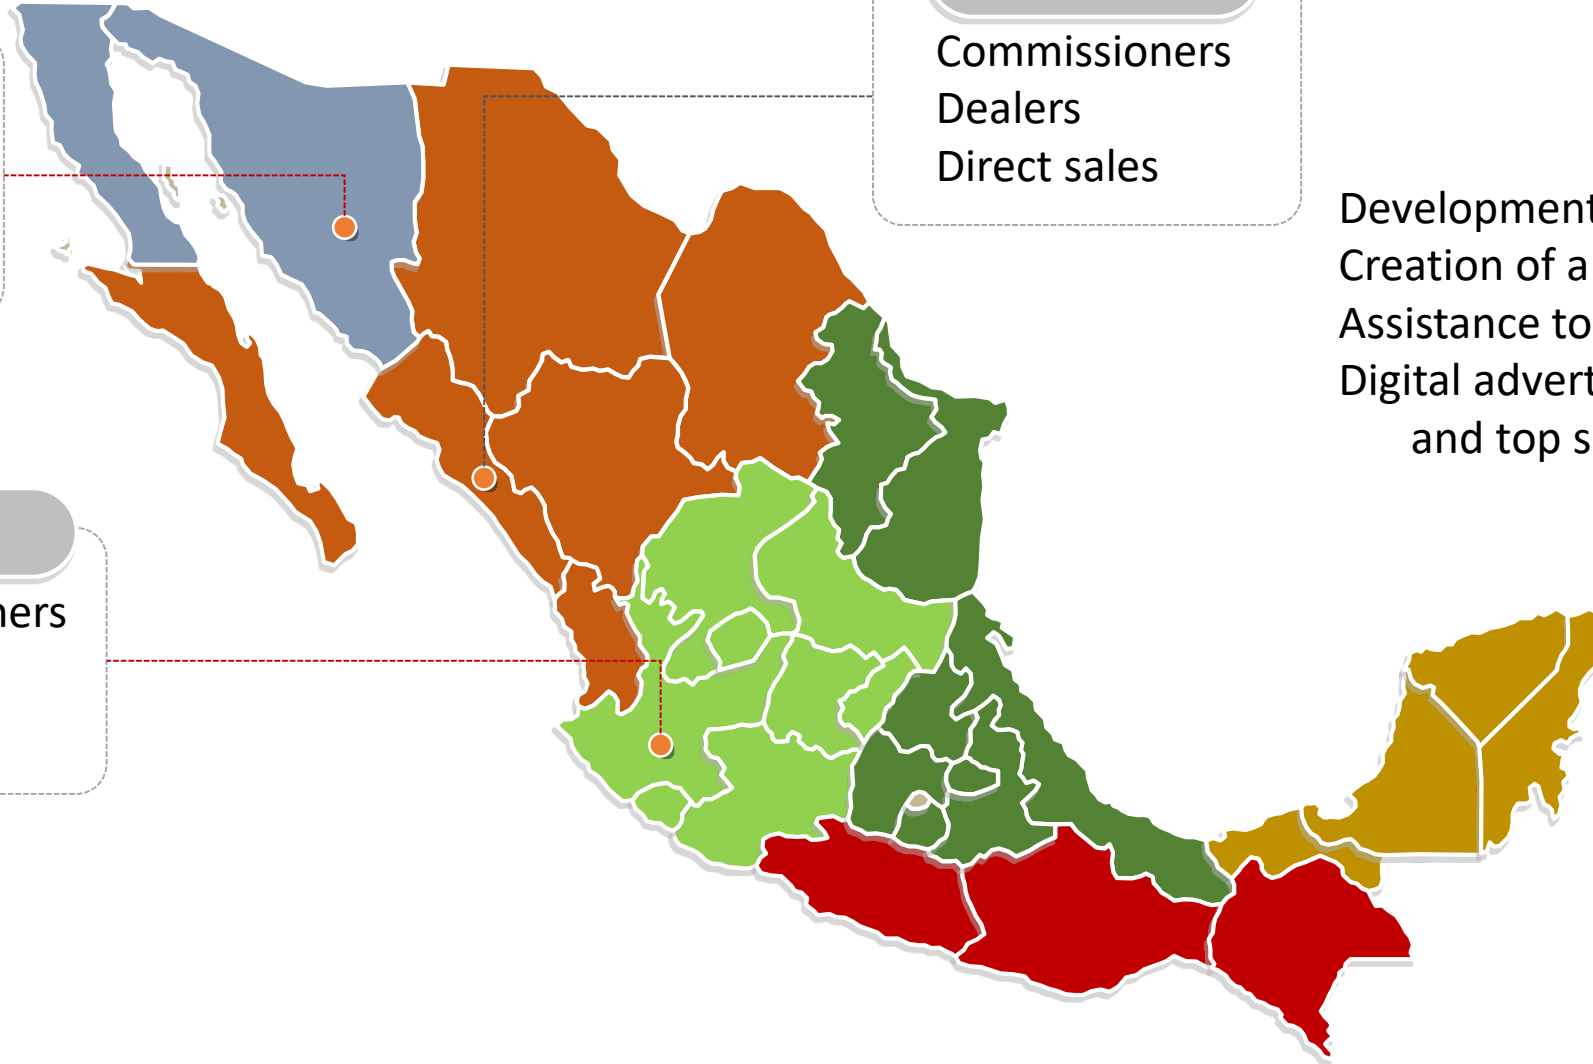 Commissioners
Dealers
Direct sales
Development
Creation of a
Assistance to
Digital advert
and top s
ners